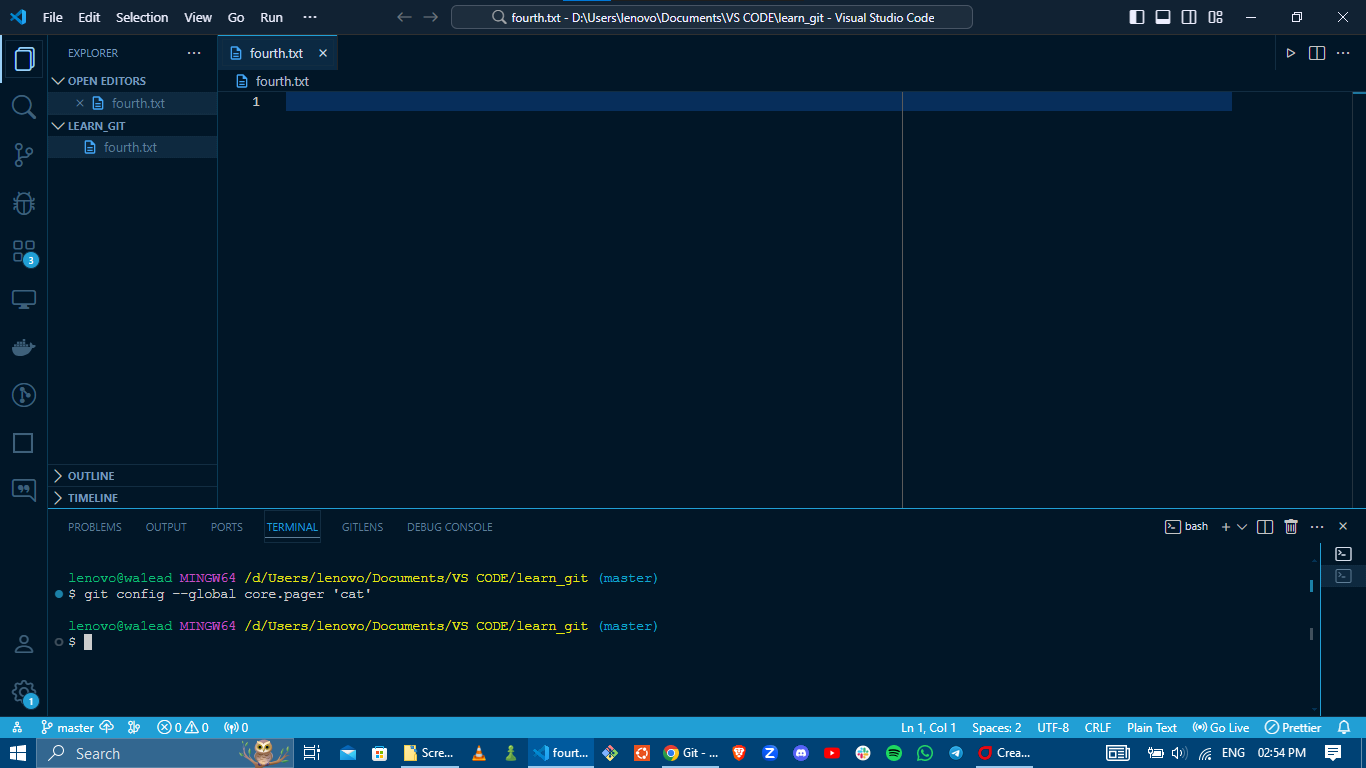 File Edit Selection View Go Run ···
fourth.txt - D:\Users\lenovo\Documents\VS CODE\learn_git - Visual Studio Code
EXPLORER
fourth.txt
OPEN EDITORS
fourth.txt
fourth.txt
1
LEARN_GIT
fourth.txt
3
OUTLINE
TIMELINE
PROBLEMS OUTPUT PORTS TERMINAL GITLENS DEBUG CONSOLE
bash
lenovo@wa1ead MINGW64 /d/Users/lenovo/Documents/VS CODE/learn_git (master)
$ git config --global core.pager 'cat'
lenovo@wa1ead MINGW64 /d/Users/lenovo/Documents/VS CODE/learn_git (master)
$
1
master 0 0 0 Ln 1, Col 1 Spaces: 2 UTF-8 CRLF Plain Text Go Live Prettier
Search Scre... fourt... Git - ... Crea... ENG 02:54 PM